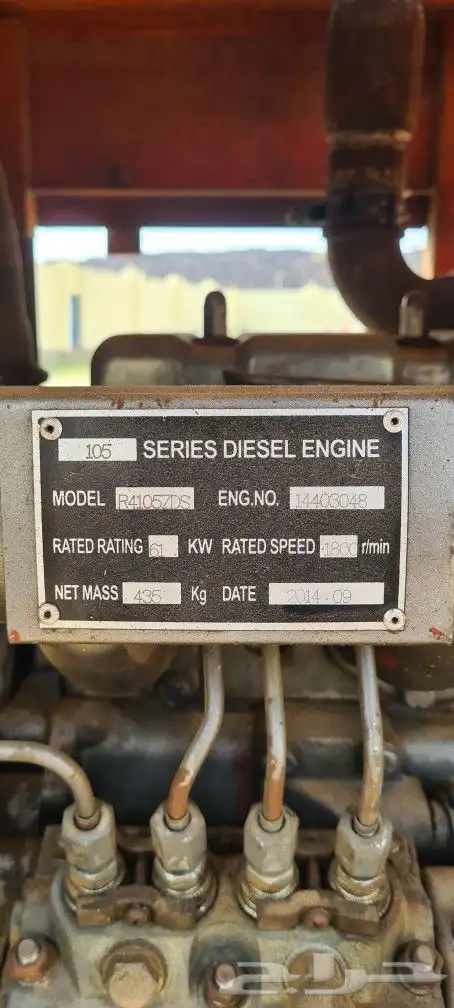 105 SERIES DIESEL ENGINE
MODEL R4105ZDS ENG.NO. 14403048
RATED RATING 61 KW RATED SPEED 1800 r/min
NET MASS 435 Kg DATE 2014.09
حراج